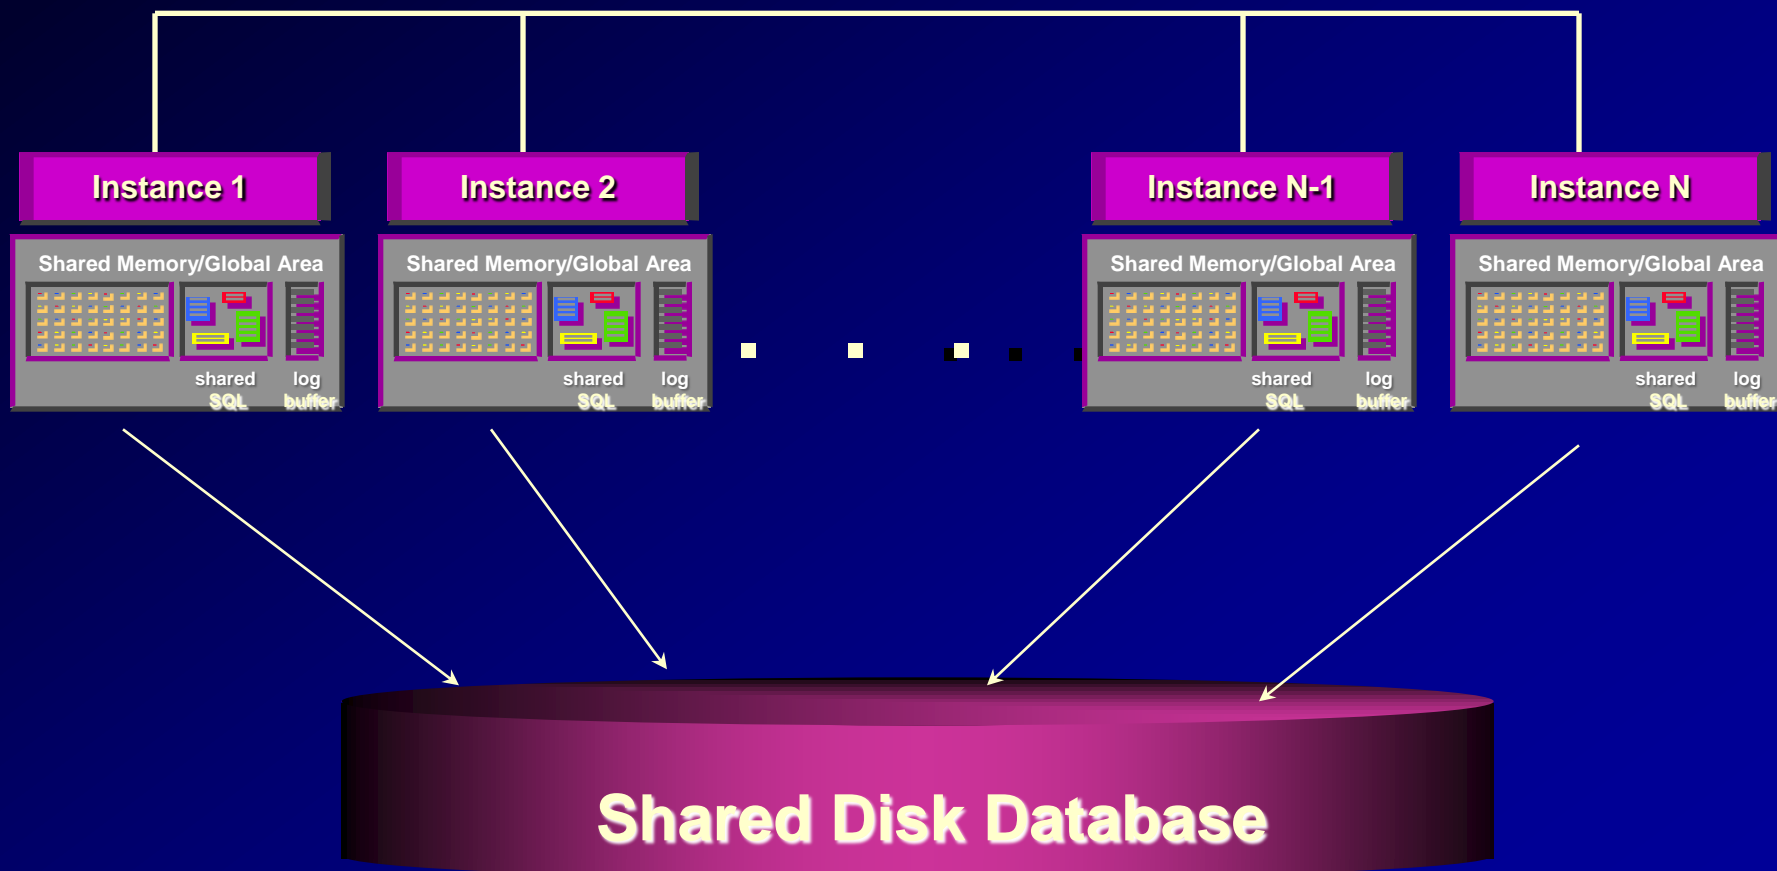 Instance 1
Instance 2
Instance N-1
Instance N
Shared Memory/Global Area
Shared Memory/Global Area
Shared Memory/Global Area
Shared Memory/Global Area
shared
SQL
log
buffer
shared
SQL
log
buffer
shared
SQL
log
buffer
shared
SQL
log
buffer
Shared Disk Database